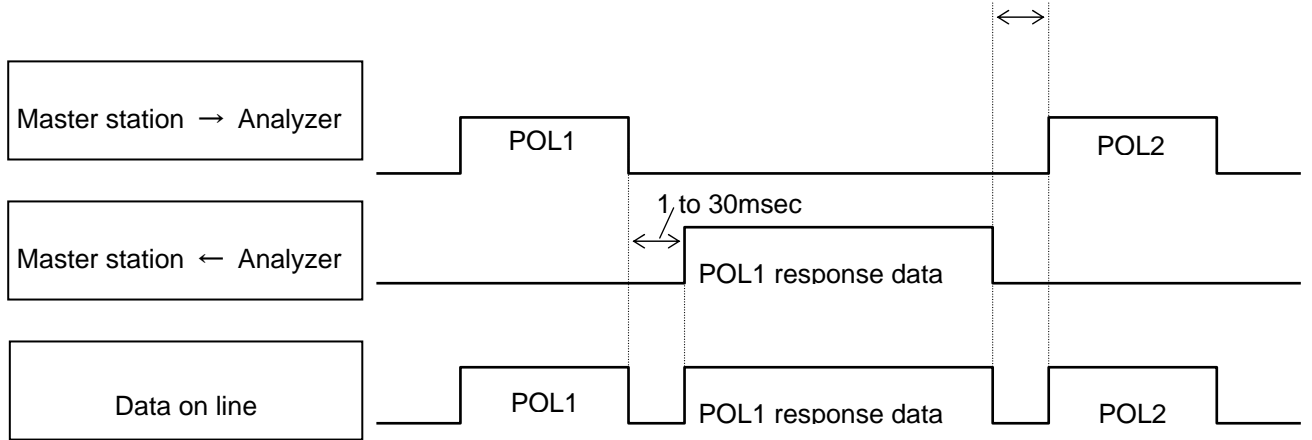 Master station → Analyzer
POL1
POL2
1 to 30msec
Master station ← Analyzer
POL1 response data
Data on line
POL1
POL1 response data
POL2